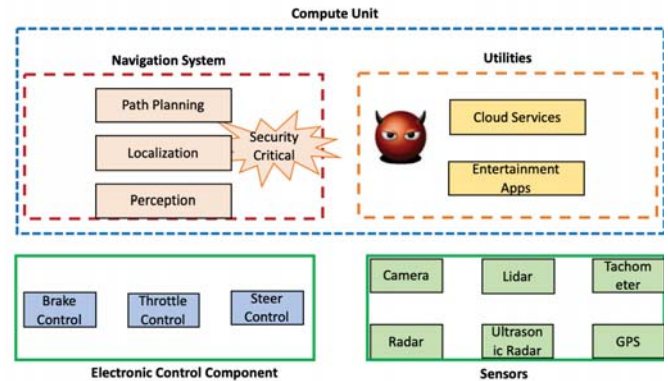 Compute Unit
Navigation System
Utilities
Path Planning
Localization
Perception
Security
Critical
Cloud Services
Entertainment
Apps
Brake
Control
Throttle
Control
Steer
Control
Camera
Lidar
Tachom
eter
Radar
Ultrason
ic Radar
GPS
Electronic Control Component
Sensors